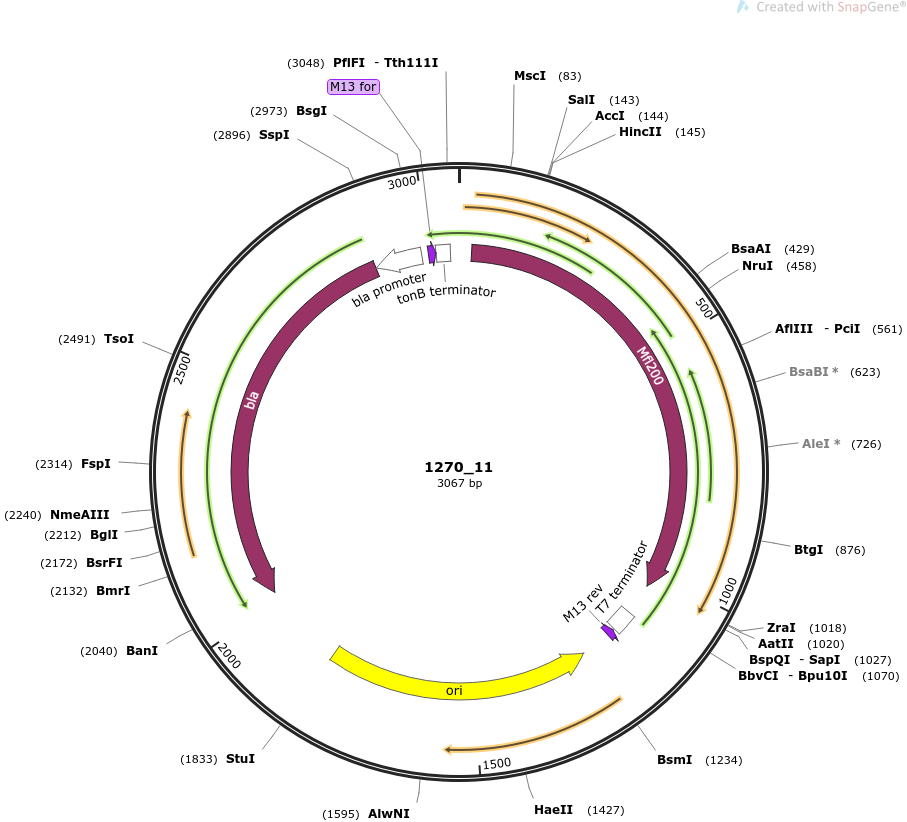 Created with SnapGene®
(3048) PflFI - Tth111I
M13 for
(2973) BsgI
(2896) SspI
MscI (83)
SalI (143)
AccI (144)
HincII (145)
3000
BsaAI (429)
NruI (458)
500
AflIII - PciI (561)
BsaBI * (623)
AleI * (726)
bla promoter
tonB terminator
Mfl200
(2491) TsoI
2500
bla
1270_11
3067 bp
(2314) FspI
(2240) NmeAIII
(2212) BglI
(2172) BsrFI
(2132) BmrI
(2040) BanI
2000
BtgI (876)
1000
T7 terminator
M13 rev
ZraI (1018)
AatII (1020)
BspQI - SapI (1027)
BbvCI - Bpu10I (1070)
ori
(1833) StuI
BsmI (1234)
1500
(1595) AlwNI
HaeII (1427)